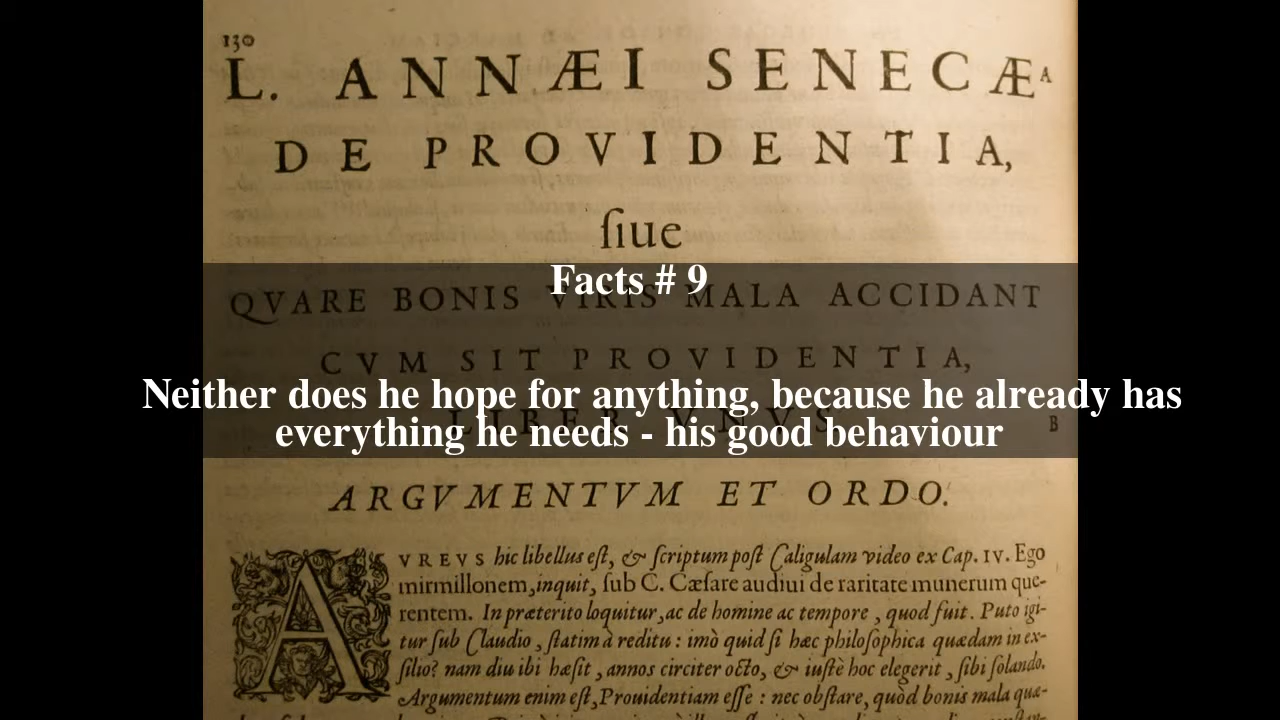 130
L. ANNÆI SENECÆ A
DE PROVIDENTIA,
ſiue
Facts # 9
QVARE BONIS VIRIS MALA ACCIDANT
CVM SIT PROVIDENTIA,
Neither does he hope for anything, because he already has
LIBER VNVS B
everything he needs - his good behaviour
ARGVMENTVM ET ORDO.
AVREVS hic libellus eſt, & ſcriptum poſt Caligulam video ex Cap. IV. Ego
mirmillonem, inquit, ſub C. Cæſare audiui de raritate munerum que-
rentem. In præterito loquitur, ac de homine ac tempore, quod fuit. Puto igi-
tur ſub Claudio, ſtatim à reditu: imò quid ſi hæc philoſophica quædam in ex-
ſilio? nam diu ibi hæſit, annos circiter octo, & iuſtè hoc elegerit, ſibi ſolando.
Argumentum enim eſt, Prouidentiam eſſe: nec obſtare, quòd bonis mala quæ-